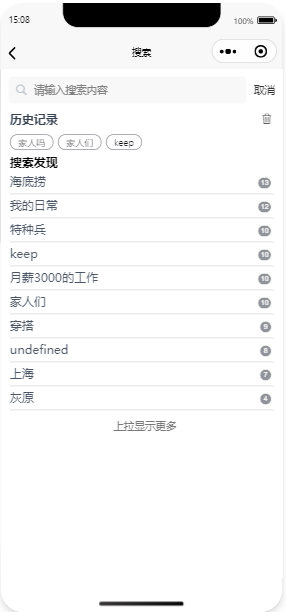 15:08
100%
搜索
请输入搜索内容
取消
历史记录
家人吗
家人们
keep
搜索发现
海底捞 13
我的日常 12
特种兵 10
keep 10
月薪3000的工作 10
家人们 10
穿搭 9
undefined 8
上海 7
灰原 4
上拉显示更多